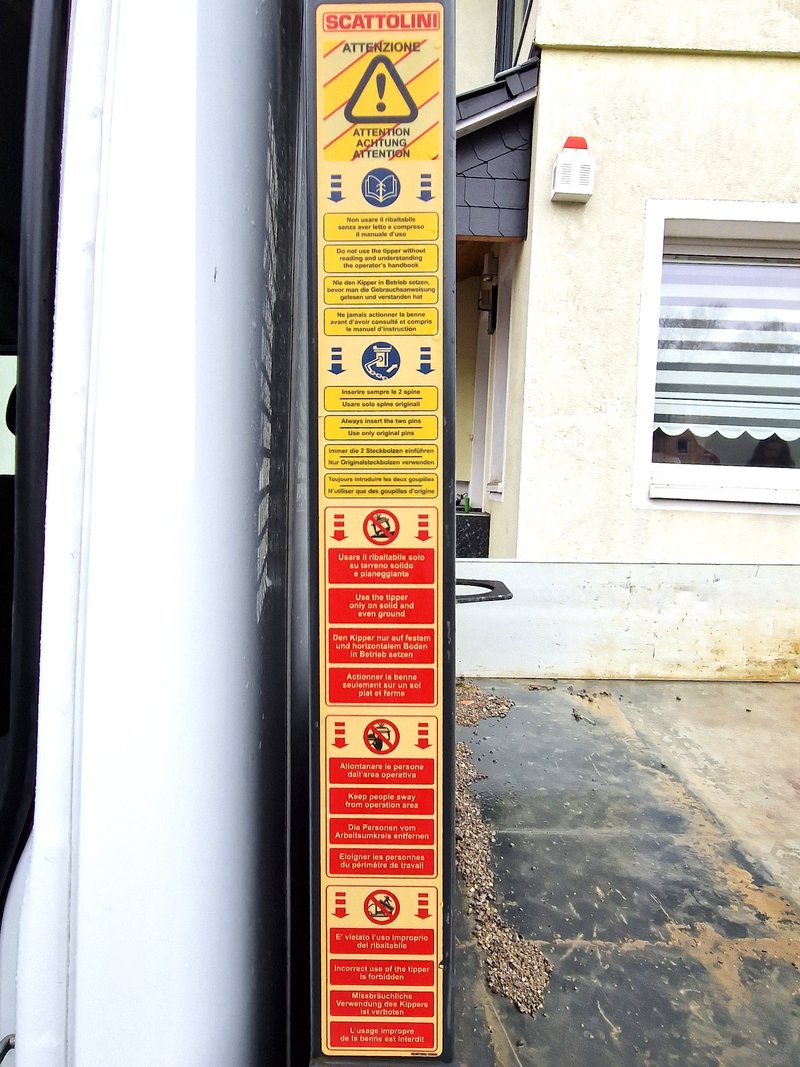 SCATTOLINI
ATTENZIONE
ATTENTION
ACHTUNG
ATTENTION
Non usare il ribaltabile
senza aver letto e compreso
il manuale d'uso
Do not use the tipper without
reading and understanding
the operator's handbook
Nie den Kipper in Betrieb setzen,
bevor man die Gebrauchsanweisung
gelesen und verstanden hat
Ne jamais actionner la benne
avant d'avoir consulté et compris
le manuel d'instruction
Inserire sempre le 2 spine
Usare solo spine originali
Always insert the two pins
Use only original pins
Immer die 2 Steckbolzen einführen
Nur Originalsteckbolzen verwenden
Toujours introduire les deux goupilles
N'utiliser que des goupilles d'origine
Usare il ribaltabile solo
su terreno solido
e pianeggiante
Use the tipper
only on solid and
even ground
Den Kipper nur auf festem
und horizontalem Boden
in Betrieb setzen
Actionner la benne
seulement sur un sol
plat et ferme
Allontanare le persone
dall'area operativa
Keep people away
from operation area
Die Personen vom
Arbeitsumkreis entfernen
Eloigner les personnes
du périmètre de travail
E' vietato l'uso improprio
del ribaltabile
Incorrect use of the tipper
is forbidden
Missbräuchliche
Verwendung des Kippers
ist verboten
L'usage impropre
de la benne est interdit